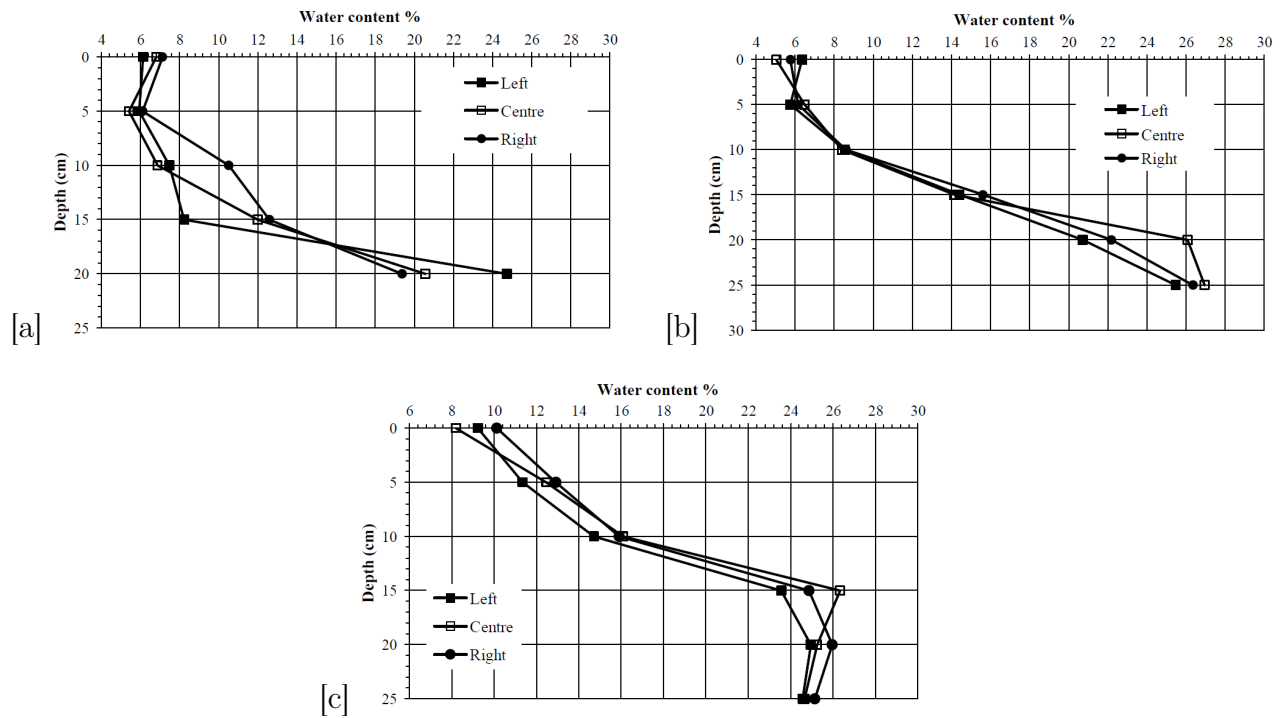 Water content %
4 6 8 10 12 14 16 18 20 22 24 26 28 30
0
5
10
15
20
25
Depth (cm)
Left
Centre
Right
[a]
Water content %
4 6 8 10 12 14 16 18 20 22 24 26 28 30
0
5
10
15
20
25
30
Depth (cm)
Left
Centre
Right
[b]
Water content %
6 8 10 12 14 16 18 20 22 24 26 28 30
0
5
10
15
20
25
Depth (cm)
Left
Centre
Right
[c]